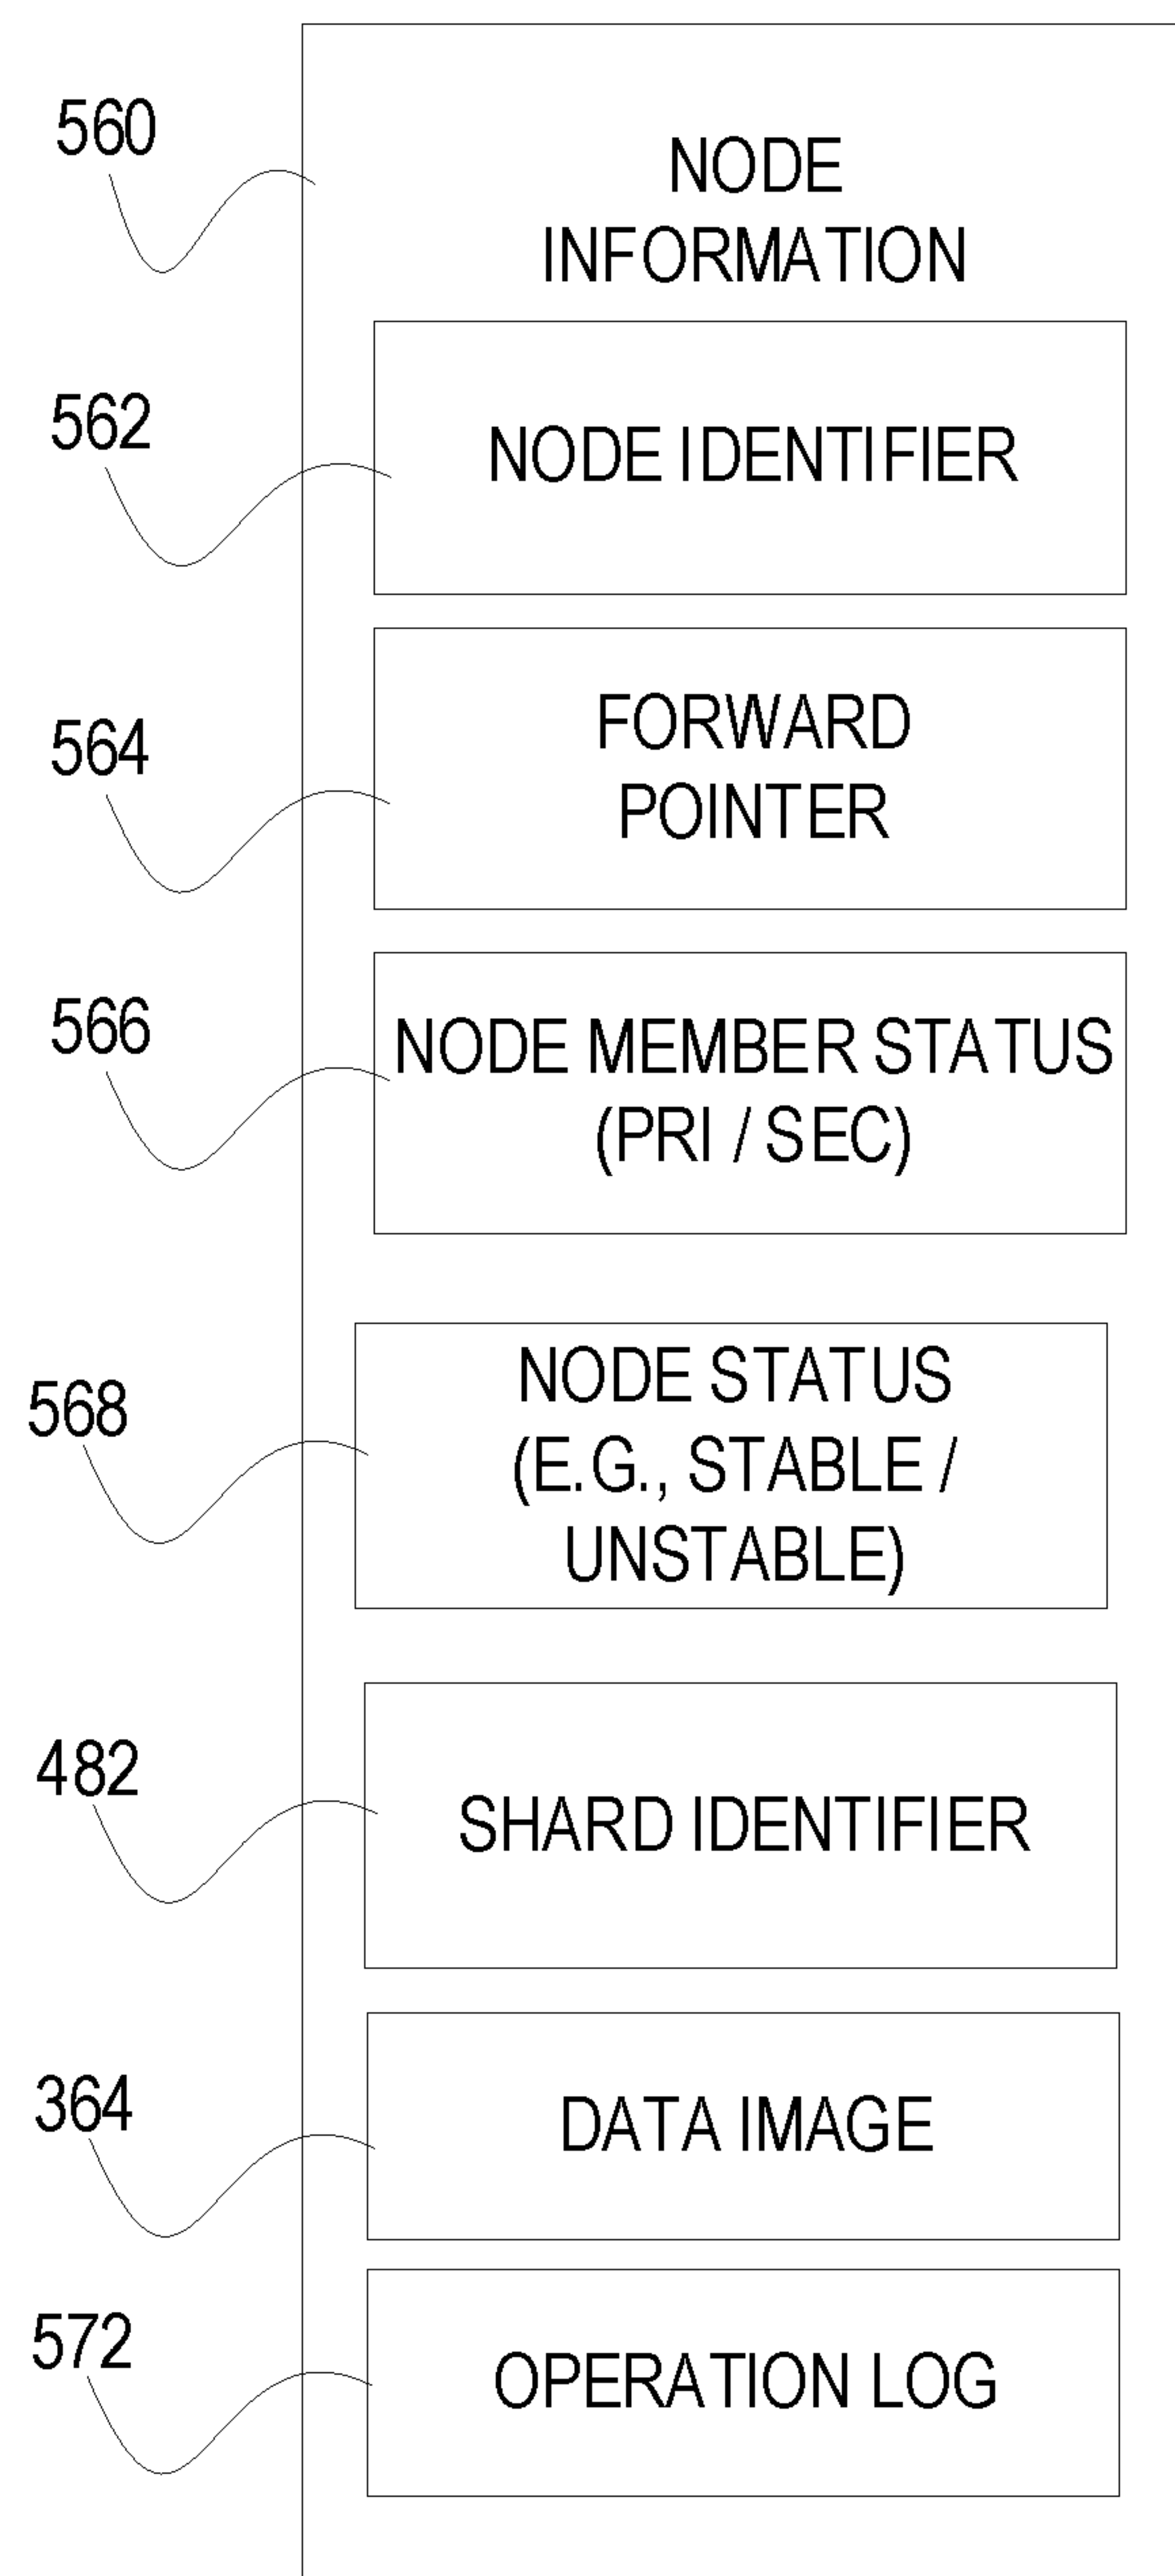 560
NODE
INFORMATION
562
NODE IDENTIFIER
564
FORWARD
POINTER
566
NODE MEMBER STATUS
(PRI / SEC)
568
NODE STATUS
(E.G., STABLE /
UNSTABLE)
482
SHARD IDENTIFIER
364
DATA IMAGE
572
OPERATION LOG